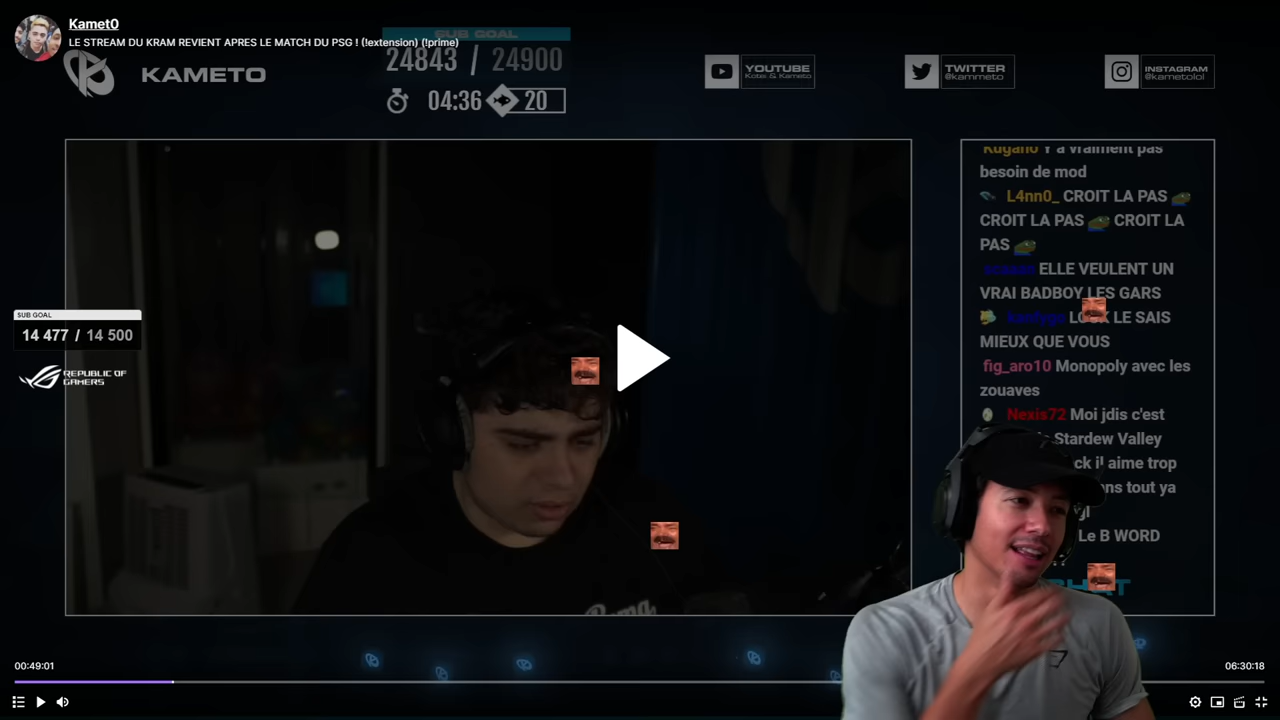 Kamet0
LE STREAM DU KRAM REVIENT APRES LE MATCH DU PSG ! (!extension) (!prime)
SUB GOAL
24843 / 24900
KAMETO
04:36
20
YOUTUBE
Kotei & Kameto
TWITTER
@kammeto
INSTAGRAM
@kametolol
Kugano Y a vraiment pas
besoin de mod
L4nn0_ CROIT LA PAS
CROIT LA PAS CROIT LA
PAS
ELLE VEULENT UN
VRAI BADBOY LES GARS
LE SAIS
MIEUX QUE VOUS
fig_aro10 Monopoly avec les
zouaves
Nexis72 Moi jdis c'est
Stardew Valley
il aime trop
tout ya
Le B WORD
SUB GOAL
14 477 / 14 500
REPUBLIC OF
GAMERS
00:49:01
06:30:18